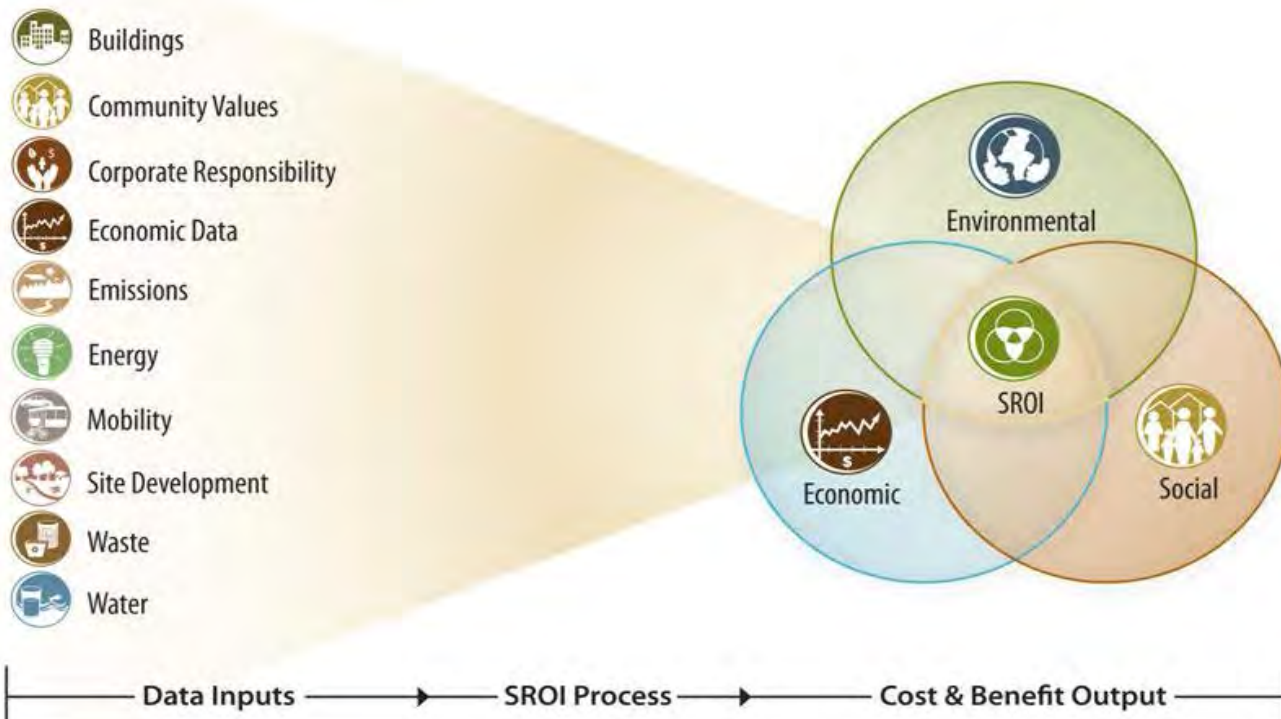 Buildings
Community Values
Corporate Responsibility
Economic Data
Emissions
Energy
Mobility
Site Development
Waste
Water
Environmental
SROI
Economic
$
Social
Data Inputs
SROI Process
Cost & Benefit Output